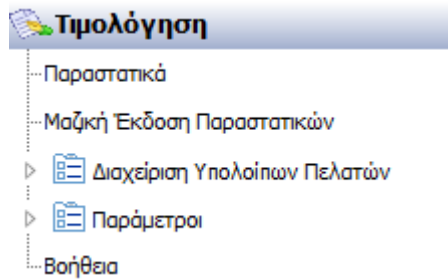 Τιμολόγηση
Παραστατικά
Μαζική Έκδοση Παραστατικών
Διαχείριση Υπολοίπων Πελατών
Παράμετροι
Βοήθεια